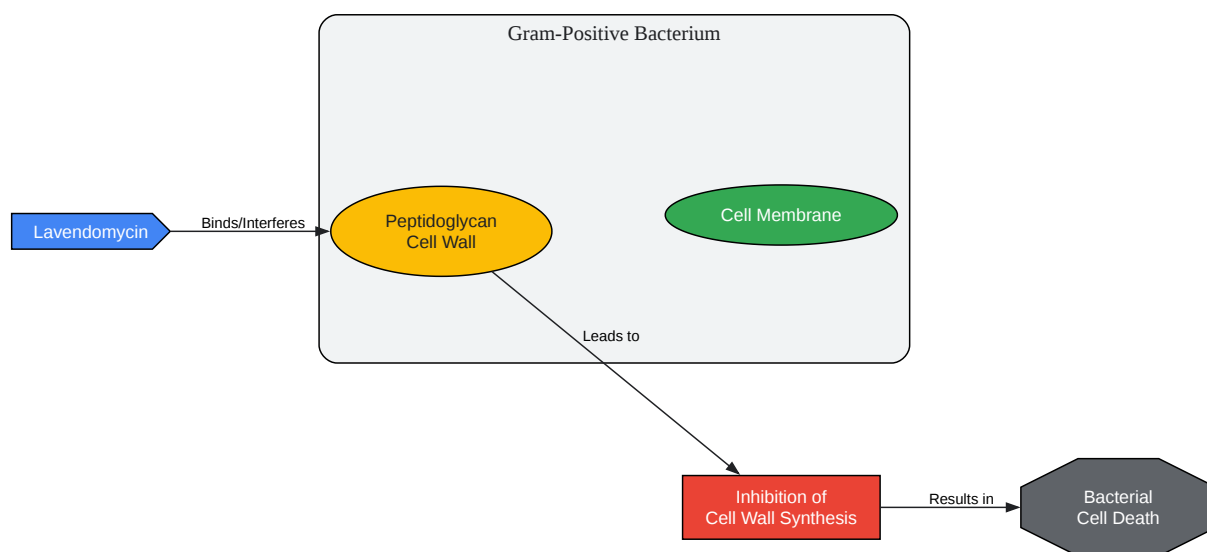 Gram-Positive Bacterium
Lavendomycin
Binds/Interferes
Peptidoglycan
Cell Wall
Cell Membrane
Leads to
Inhibition of
Cell Wall Synthesis
Results in
Bacterial
Cell Death